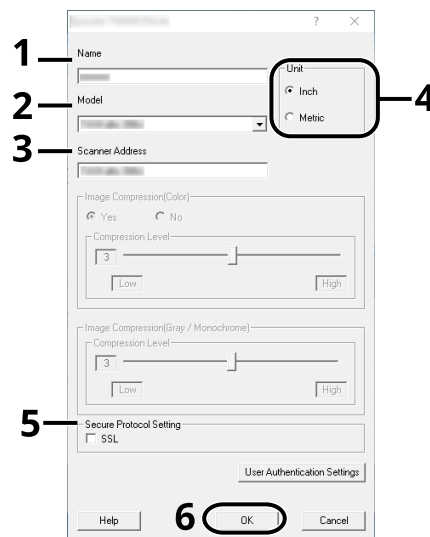 ? ×
1 Name
Unit
Inch
4
2 Model
Metric
3 Scanner Address
Image Compression(Color)
Yes No
Compression Level
3
Low High
Image Compression(Gray / Monochrome)
Compression Level
3
Low High
5 Secure Protocol Setting
SSL
User Authentication Settings
Help 6 OK Cancel